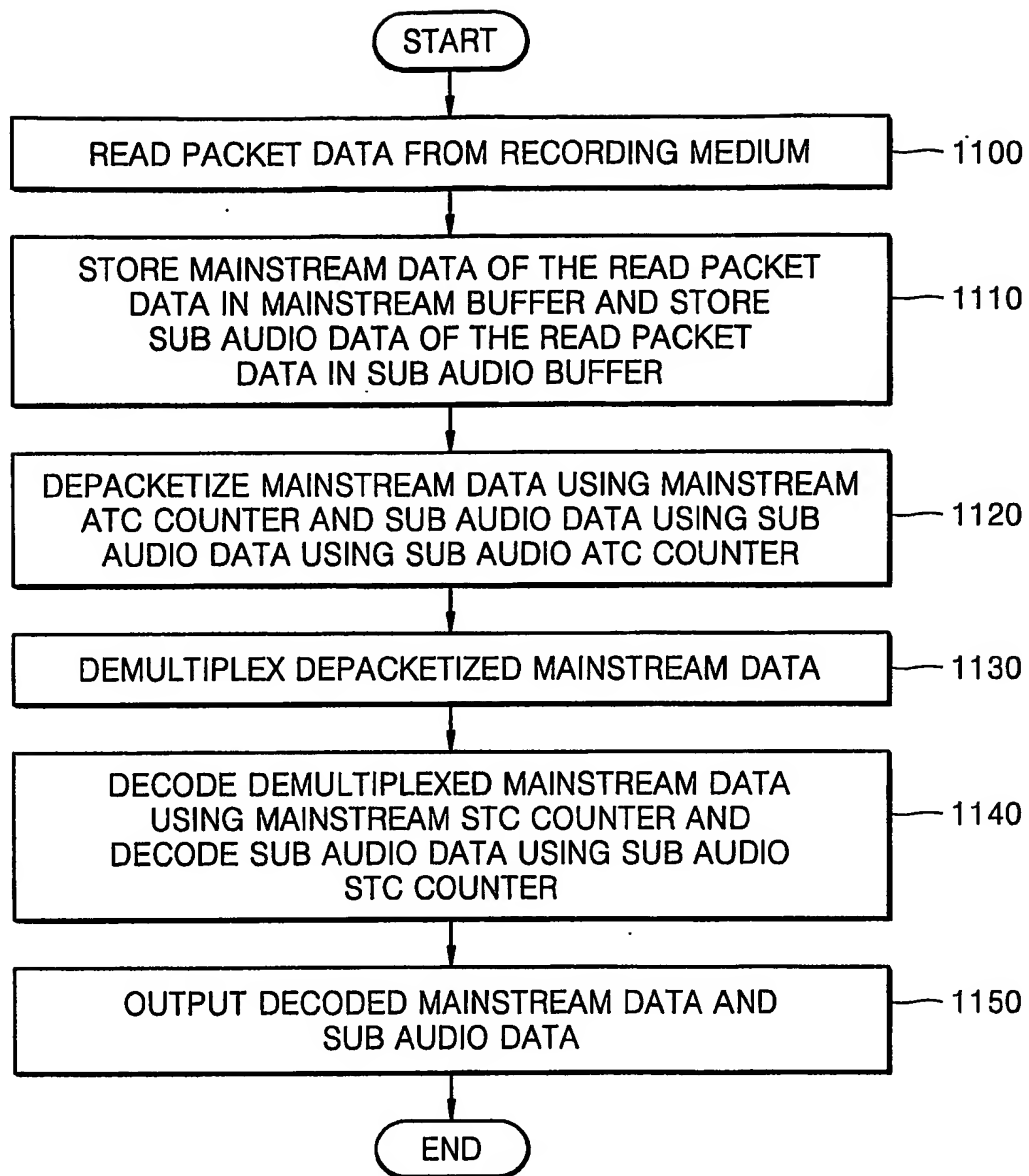 START
READ PACKET DATA FROM RECORDING MEDIUM
1100
STORE MAINSTREAM DATA OF THE READ PACKET
DATA IN MAINSTREAM BUFFER AND STORE
SUB AUDIO DATA OF THE READ PACKET
DATA IN SUB AUDIO BUFFER
1110
DEPACKETIZE MAINSTREAM DATA USING MAINSTREAM
ATC COUNTER AND SUB AUDIO DATA USING SUB
AUDIO DATA USING SUB AUDIO ATC COUNTER
1120
DEMULTIPLEX DEPACKETIZED MAINSTREAM DATA
1130
DECODE DEMULTIPLEXED MAINSTREAM DATA
USING MAINSTREAM STC COUNTER AND
DECODE SUB AUDIO DATA USING SUB AUDIO
STC COUNTER
1140
OUTPUT DECODED MAINSTREAM DATA AND
SUB AUDIO DATA
1150
END